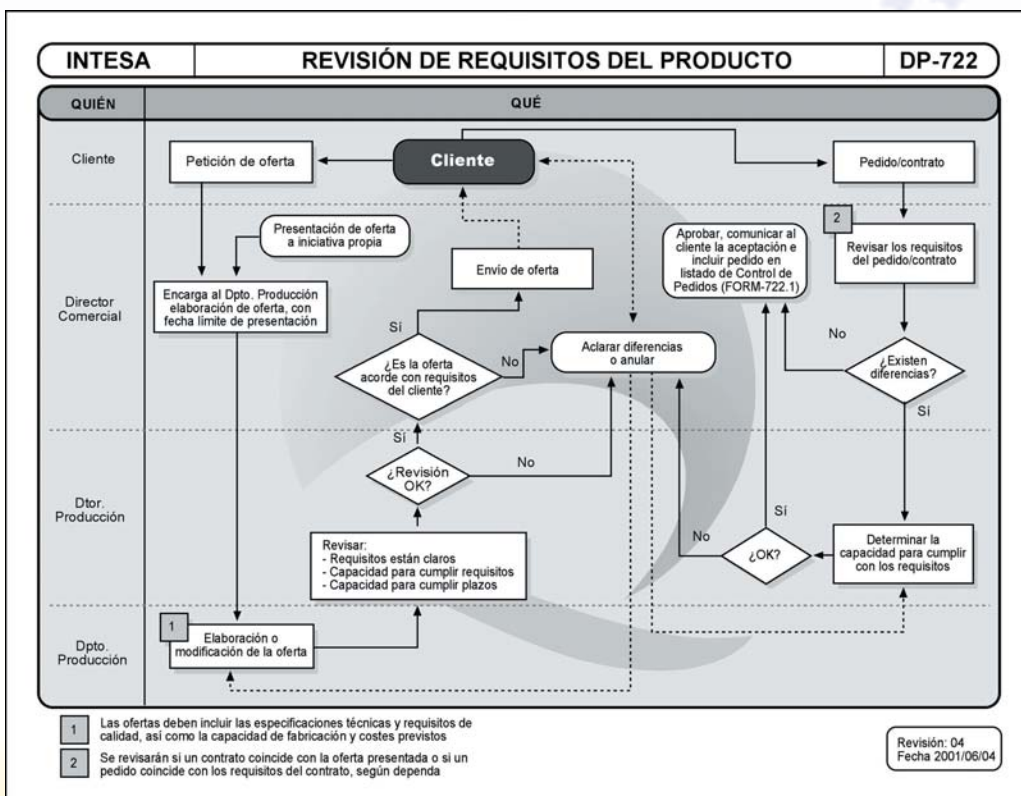 INTESA
REVISIÓN DE REQUISITOS DEL PRODUCTO
DP-722
QUIÉN
QUÉ
Cliente
Petición de oferta
Cliente
Pedido/contrato
Director
Comercial
Presentación de oferta
a iniciativa propia
Encarga al Dpto. Producción
elaboración de oferta, con
fecha límite de presentación
Envío de oferta
Sí
¿Es la oferta
acorde con requisitos
del cliente?
No
Aclarar diferencias
o anular
Aprobar, comunicar al
cliente la aceptación e
incluir pedido en
listado de Control de
Pedidos (FORM-722.1)
2
Revisar los requisitos
del pedido/contrato
No
¿Existen
diferencias?
Sí
Dtor.
Producción
Sí
¿Revisión
OK?
No
Revisar:
- Requisitos están claros
- Capacidad para cumplir requisitos
- Capacidad para cumplir plazos
No
¿OK?
Sí
Determinar la
capacidad para cumplir
con los requisitos
Dpto.
Producción
1
Elaboración o
modificación de la oferta
1
Las ofertas deben incluir las especificaciones técnicas y requisitos de
calidad, así como la capacidad de fabricación y costes previstos
2
Se revisarán si un contrato coincide con la oferta presentada o si un
pedido coincide con los requisitos del contrato, según dependa
Revisión: 04
Fecha 2001/06/04